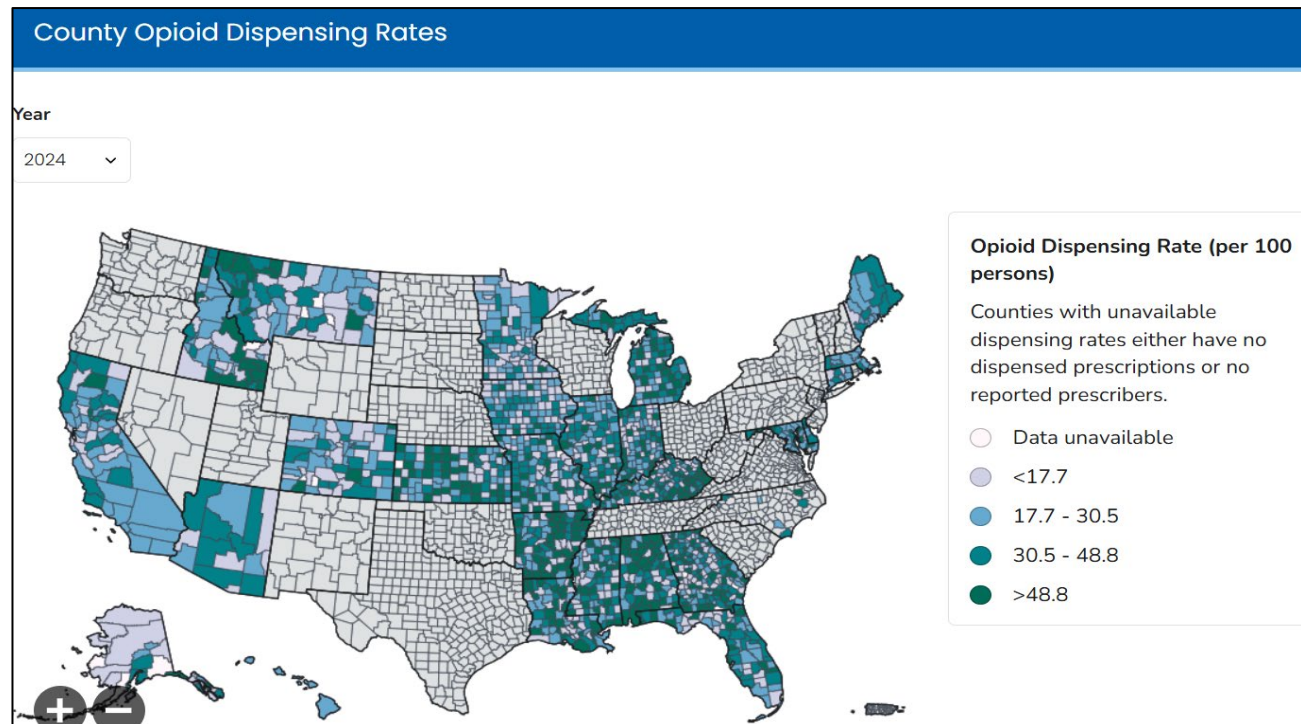 County Opioid Dispensing Rates
Year
2024
Opioid Dispensing Rate (per 100
persons)
Counties with unavailable
dispensing rates either have no
dispensed prescriptions or no
reported prescribers.
Data unavailable
<17.7
17.7 - 30.5
30.5 - 48.8
>48.8
+ −